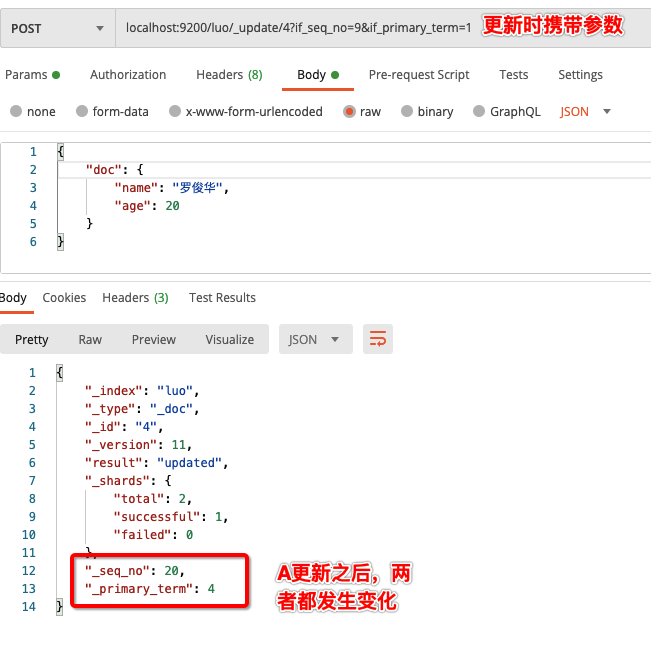 POST localhost:9200/luo/_update/4?if_seq_no=9&if_primary_term=1 更新时携带参数
Params Authorization Headers (8) Body Pre-request Script Tests Settings
none form-data x-www-form-urlencoded raw binary GraphQL JSON
1 {
2 "doc": {
3 "name": "罗俊华",
4 "age": 20
5 }
6 }
Body Cookies Headers (3) Test Results
Pretty Raw Preview Visualize JSON
1 {
2 "_index": "luo",
3 "_type": "_doc",
4 "_id": "4",
5 "_version": 11,
6 "result": "updated",
7 "_shards": {
8 "total": 2,
9 "successful": 1,
10 "failed": 0
11 },
12 "_seq_no": 20,
13 "_primary_term": 4
14 }
A更新之后，两
者都发生变化